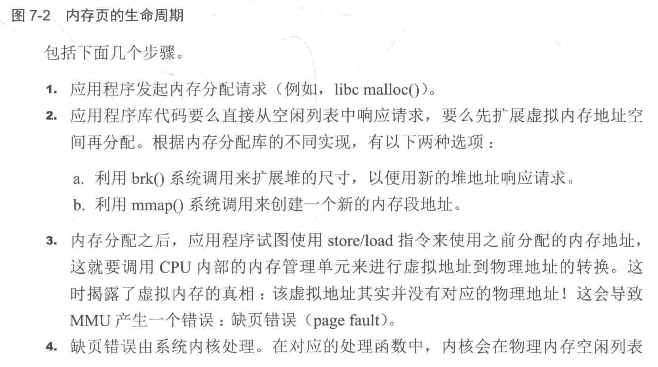 图 7-2 内存页的生命周期
包括下面几个步骤。
1. 应用程序发起内存分配请求（例如，libc malloc()）。
2. 应用程序库代码要么直接从空闲列表中响应请求，要么先扩展虚拟内存地址空
间再分配。根据内存分配库的不同实现，有以下两种选项：
a. 利用 brk() 系统调用来扩展堆的尺寸，以便用新的堆地址响应请求。
b. 利用 mmap() 系统调用来创建一个新的内存段地址。
3. 内存分配之后，应用程序试图使用 store/load 指令来使用之前分配的内存地址，
这就要调用 CPU 内部的内存管理单元来进行虚拟地址到物理地址的转换。这
时揭露了虚拟内存的真相：该虚拟地址其实并没有对应的物理地址！这会导致
MMU 产生一个错误：缺页错误（page fault）。
4. 缺页错误由系统内核处理。在对应的处理函数中，内核会在物理内存空闲列表